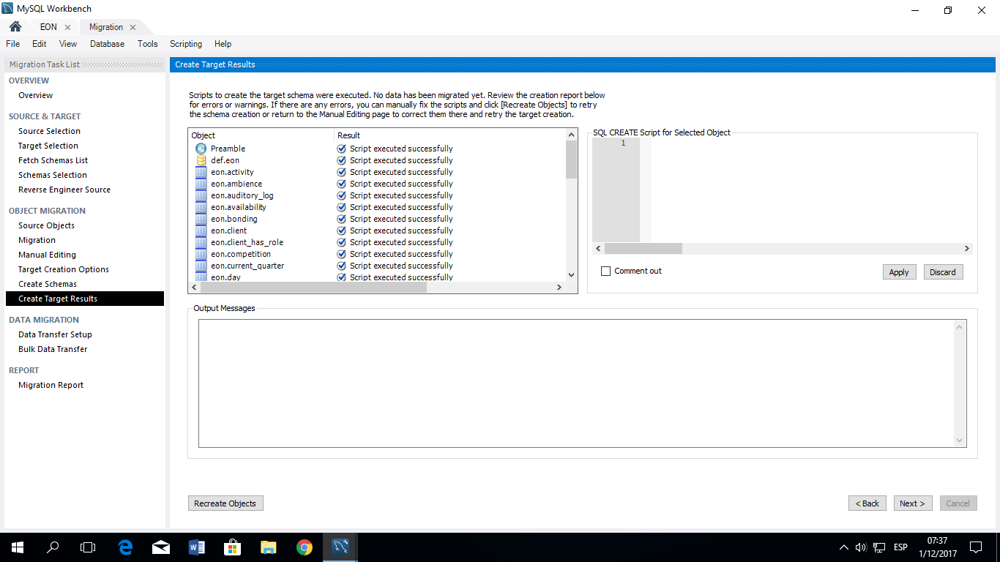 MySQL Workbench
EON
Migration
File Edit View Database Tools Scripting Help
Migration Task List
OVERVIEW
Overview
SOURCE & TARGET
Source Selection
Target Selection
Fetch Schemas List
Schemas Selection
Reverse Engineer Source
OBJECT MIGRATION
Source Objects
Migration
Manual Editing
Target Creation Options
Create Schemas
Create Target Results
DATA MIGRATION
Data Transfer Setup
Bulk Data Transfer
REPORT
Migration Report
Create Target Results
Scripts to create the target schema were executed. No data has been migrated yet. Review the creation report below
for errors or warnings. If there are any errors, you can manually fix the scripts and click [Recreate Objects] to retry
the schema creation or return to the Manual Editing page to correct them there and retry the target creation.
Object Result
Preamble Script executed successfully
def.eon Script executed successfully
eon.activity Script executed successfully
eon.ambience Script executed successfully
eon.auditory_log Script executed successfully
eon.availability Script executed successfully
eon.bonding Script executed successfully
eon.client Script executed successfully
eon.client_has_role Script executed successfully
eon.competition Script executed successfully
eon.current_quarter Script executed successfully
eon.day Script executed successfully
SQL CREATE Script for Selected Object
1
Comment out
Apply
Discard
Output Messages
Recreate Objects
< Back
Next >
Cancel
ESP
07:37
1/12/2017